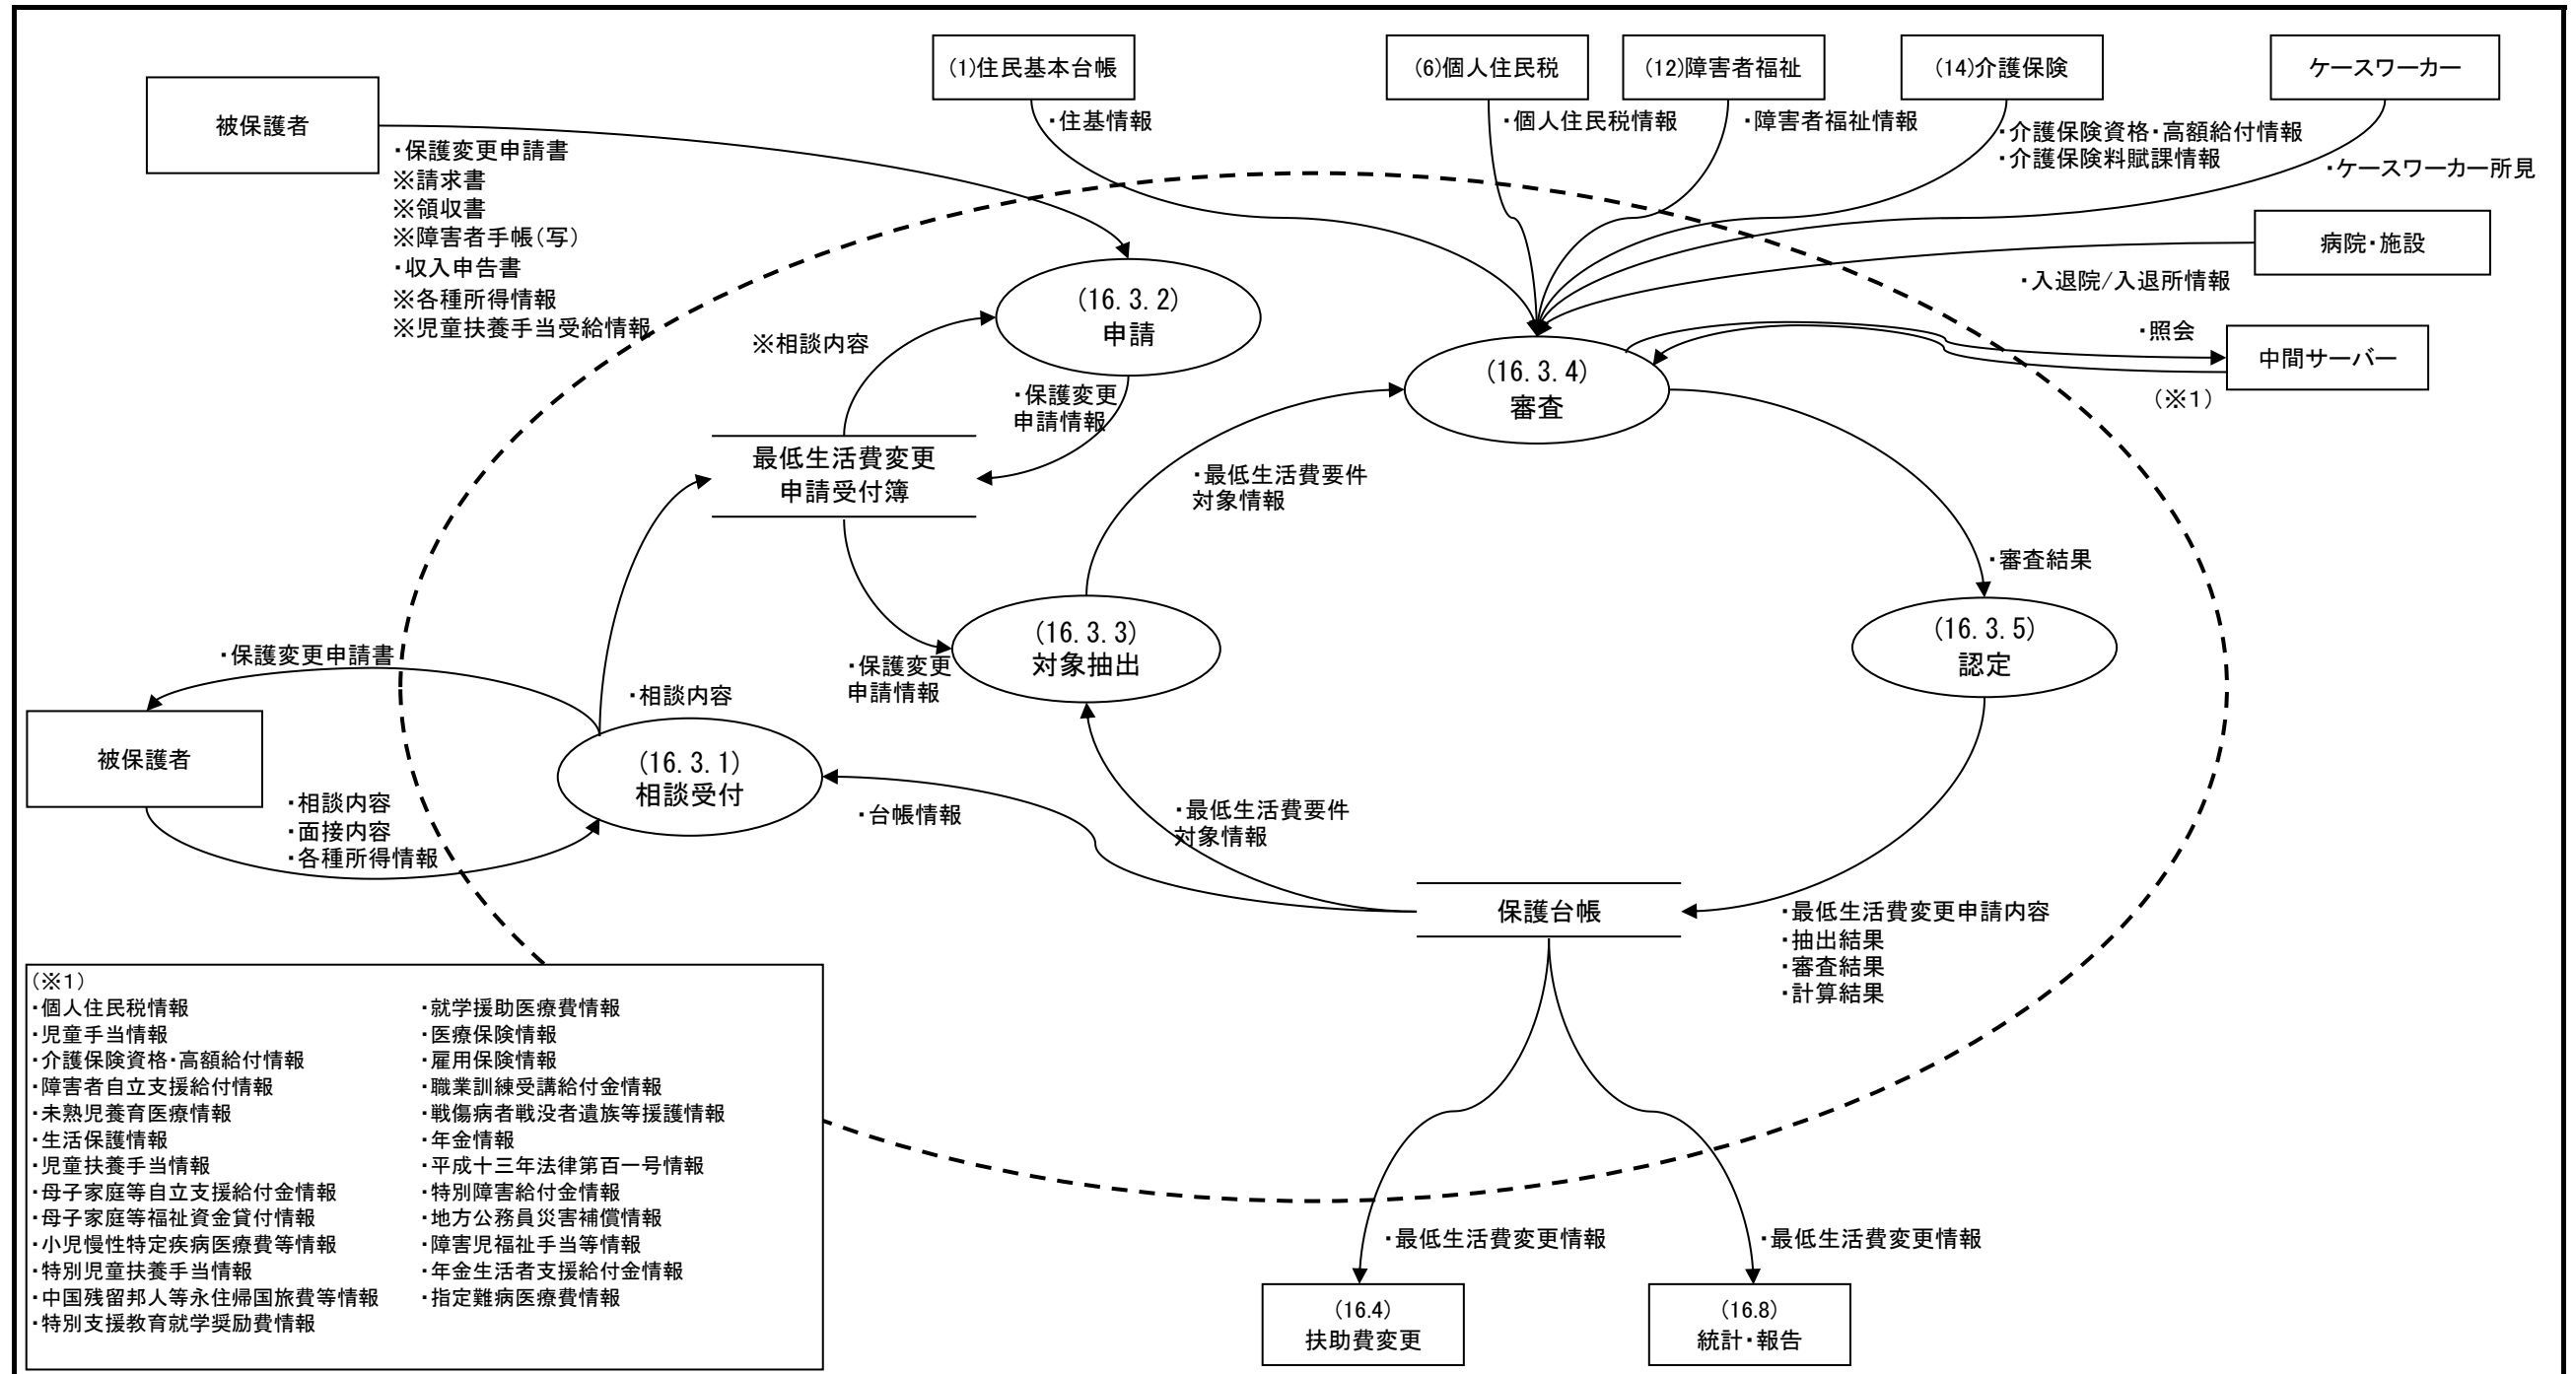 (1)住民基本台帳
(6)個人住民税
(12)障害者福祉
(14)介護保険
ケースワーカー
被保護者
・住基情報
・個人住民税情報
・障害者福祉情報
・介護保険資格・高額給付情報
・介護保険料賦課情報
・ケースワーカー所見
・保護変更申請書
※請求書
※領収書
※障害者手帳(写)
・収入申告書
※各種所得情報
※児童扶養手当受給情報
病院・施設
・入退院/入退所情報
(16.3.2)
申請
※相談内容
・照会
中間サーバー
(※1)
(16.3.4)
審査
・保護変更
申請情報
最低生活費変更
申請受付簿
・最低生活費要件
対象情報
・審査結果
(16.3.3)
対象抽出
(16.3.5)
認定
・保護変更申請書
・保護変更
申請情報
・相談内容
被保護者
(16.3.1)
相談受付
・相談内容
・面接内容
・各種所得情報
・台帳情報
・最低生活費要件
対象情報
保護台帳
・最低生活費変更申請内容
・抽出結果
・審査結果
・計算結果
(※1)
・個人住民税情報
・児童手当情報
・介護保険資格・高額給付情報
・障害者自立支援給付情報
・未熟児養育医療情報
・生活保護情報
・児童扶養手当情報
・母子家庭等自立支援給付金情報
・母子家庭等福祉資金貸付情報
・小児慢性特定疾病医療費等情報
・特別児童扶養手当情報
・中国残留邦人等永住帰国旅費等情報
・特別支援教育就学奨励費情報
・就学援助医療費情報
・医療保険情報
・雇用保険情報
・職業訓練受講給付金情報
・戦傷病者戦没者遺族等援護情報
・年金情報
・平成十三年法律第百一号情報
・特別障害給付金情報
・地方公務員災害補償情報
・障害児福祉手当等情報
・年金生活者支援給付金情報
・指定難病医療費情報
・最低生活費変更情報
・最低生活費変更情報
(16.4)
扶助費変更
(16.8)
統計・報告